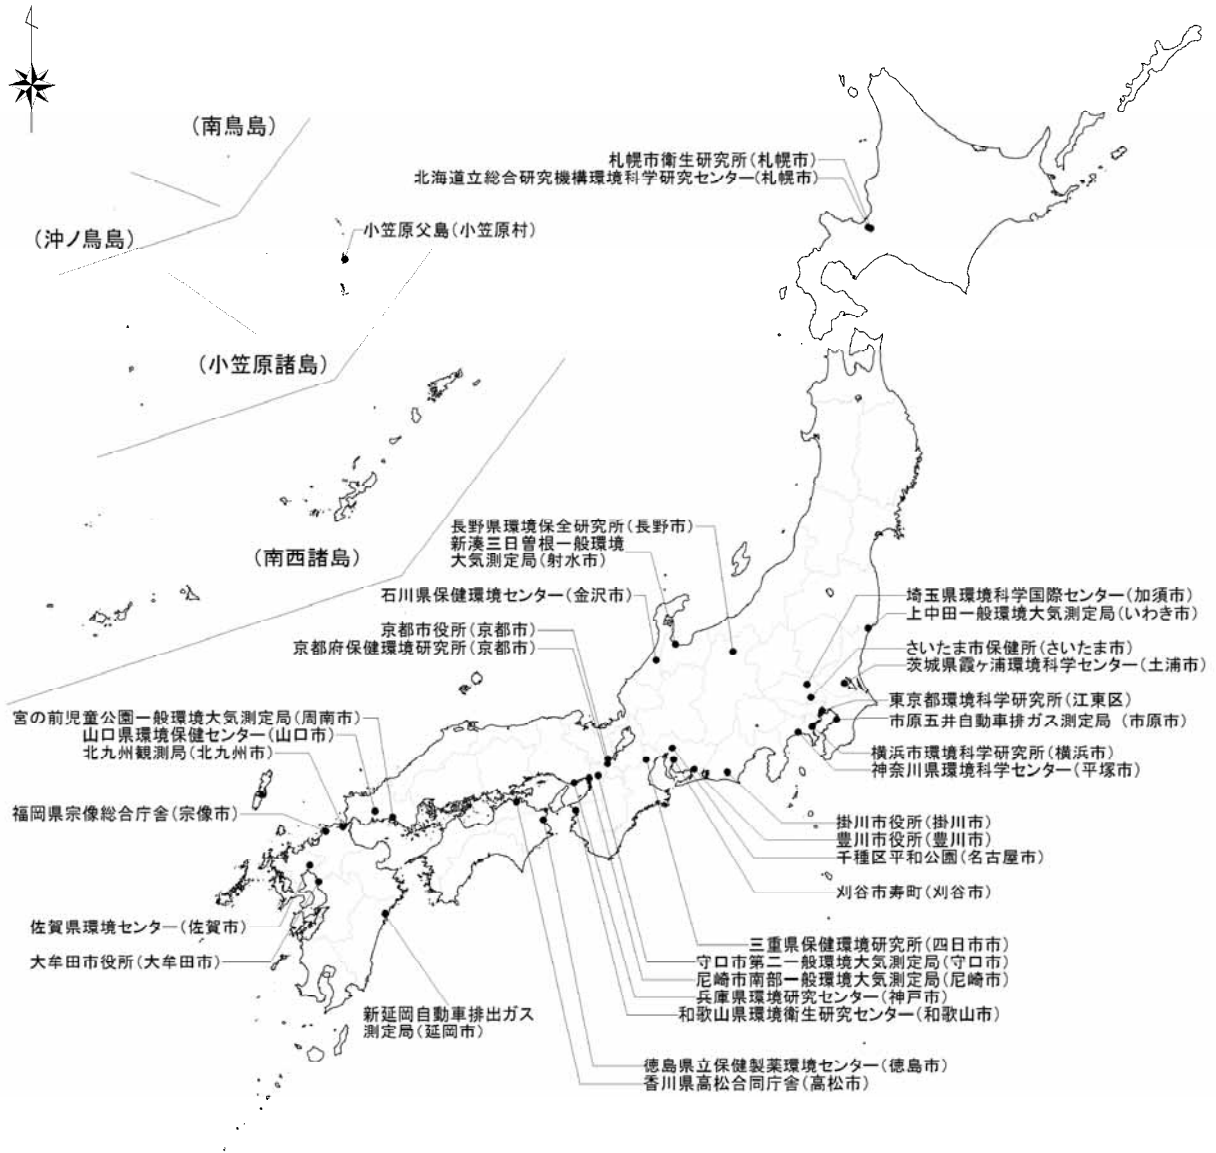 (南鳥島)
札幌市衛生研究所(札幌市)
北海道立総合研究機構環境科学研究センター(札幌市)
(沖ノ鳥島)
小笠原父島(小笠原村)
(小笠原諸島)
(南西諸島)
長野県環境保全研究所(長野市)
新湊三日曽根一般環境
大気測定局(射水市)
石川県保健環境センター(金沢市)
京都市役所(京都市)
京都府保健環境研究所(京都市)
埼玉県環境科学国際センター(加須市)
上中田一般環境大気測定局(いわき市)
さいたま市保健所(さいたま市)
茨城県霞ヶ浦環境科学センター(土浦市)
東京都環境科学研究所(江東区)
市原五井自動車排ガス測定局 (市原市)
横浜市環境科学研究所(横浜市)
神奈川県環境科学センター(平塚市)
宮の前児童公園一般環境大気測定局(周南市)
山口県環境保健センター(山口市)
北九州観測局(北九州市)
福岡県宗像総合庁舎(宗像市)
掛川市役所(掛川市)
豊川市役所(豊川市)
千種区平和公園(名古屋市)
刈谷市寿町(刈谷市)
佐賀県環境センター(佐賀市)
大牟田市役所(大牟田市)
新延岡自動車排出ガス
測定局(延岡市)
三重県保健環境研究所(四日市市)
守口市第二一般環境大気測定局(守口市)
尼崎市南部一般環境大気測定局(尼崎市)
兵庫県環境研究センター(神戸市)
和歌山県環境衛生研究センター(和歌山市)
徳島県立保健製薬環境センター(徳島市)
香川県高松合同庁舎(高松市)